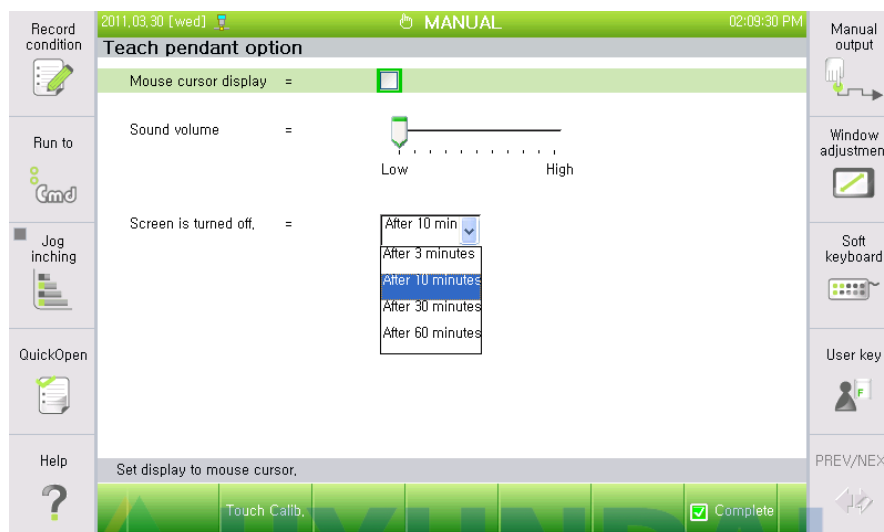 2011,03,30 [wed]
MANUAL
02:09:30 PM
Teach pendant option
Record
condition
Run to
Cmd
Jog
inching
QuickOpen
Help
Mouse cursor display =
Sound volume =
Low High
Screen is turned off, =
After 10 min
After 3 minutes
After 10 minutes
After 30 minutes
After 60 minutes
Set display to mouse cursor,
Touch Calib,
Complete
Manual
output
Window
adjustmen
Soft
keyboard
User key
F
PREV/NEX
HYUNDAI